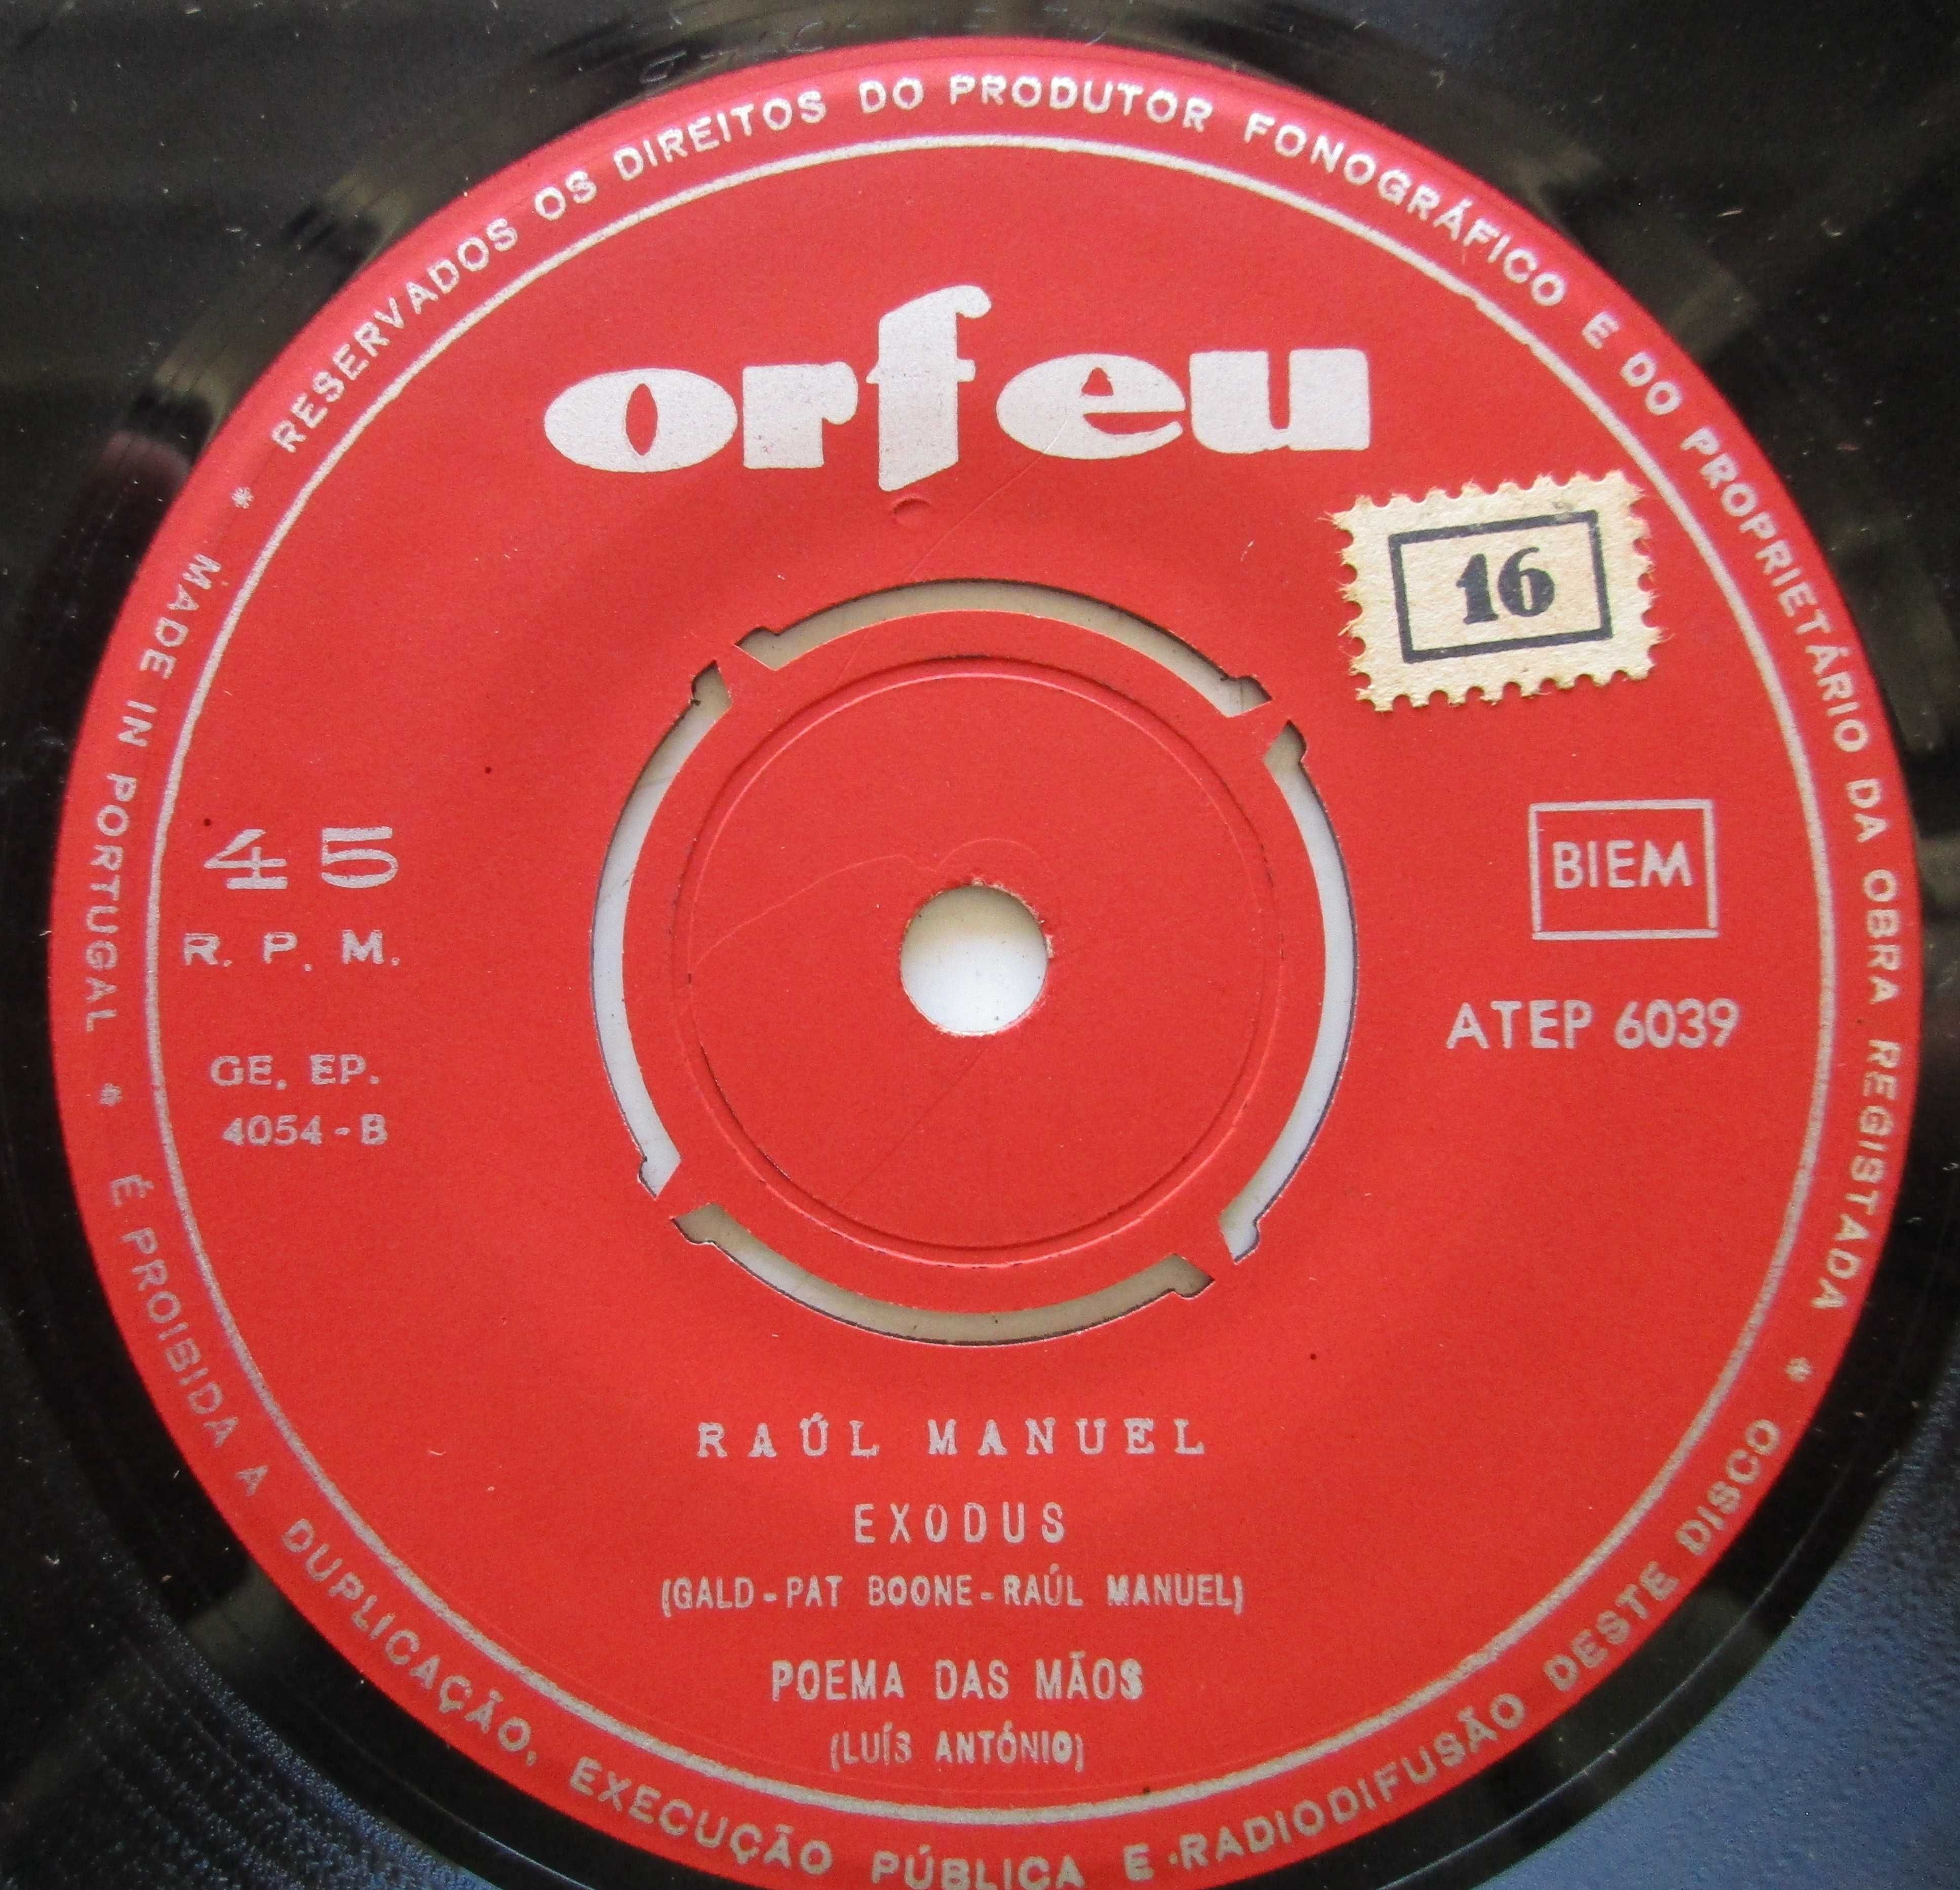 RESERVADOS OS DIREITOS DO PRODUTOR FONOGRÁFICO E DO PROPRIETÁRIO DA OBRA REGISTADA *
orfeu
16
45
R. P. M.
GE. EP.
4054-B
BIEM
ATEP 6039
RAÚL MANUEL
EXODUS
(GALD-PAT BOONE-RAÚL MANUEL)
POEMA DAS MÃOS
(LUÍS ANTÓNIO)
* MADE IN PORTUGAL *
É PROIBIDA A DUPLICAÇÃO, EXECUÇÃO PÚBLICA E RADIODIFUSÃO DESTE DISCO